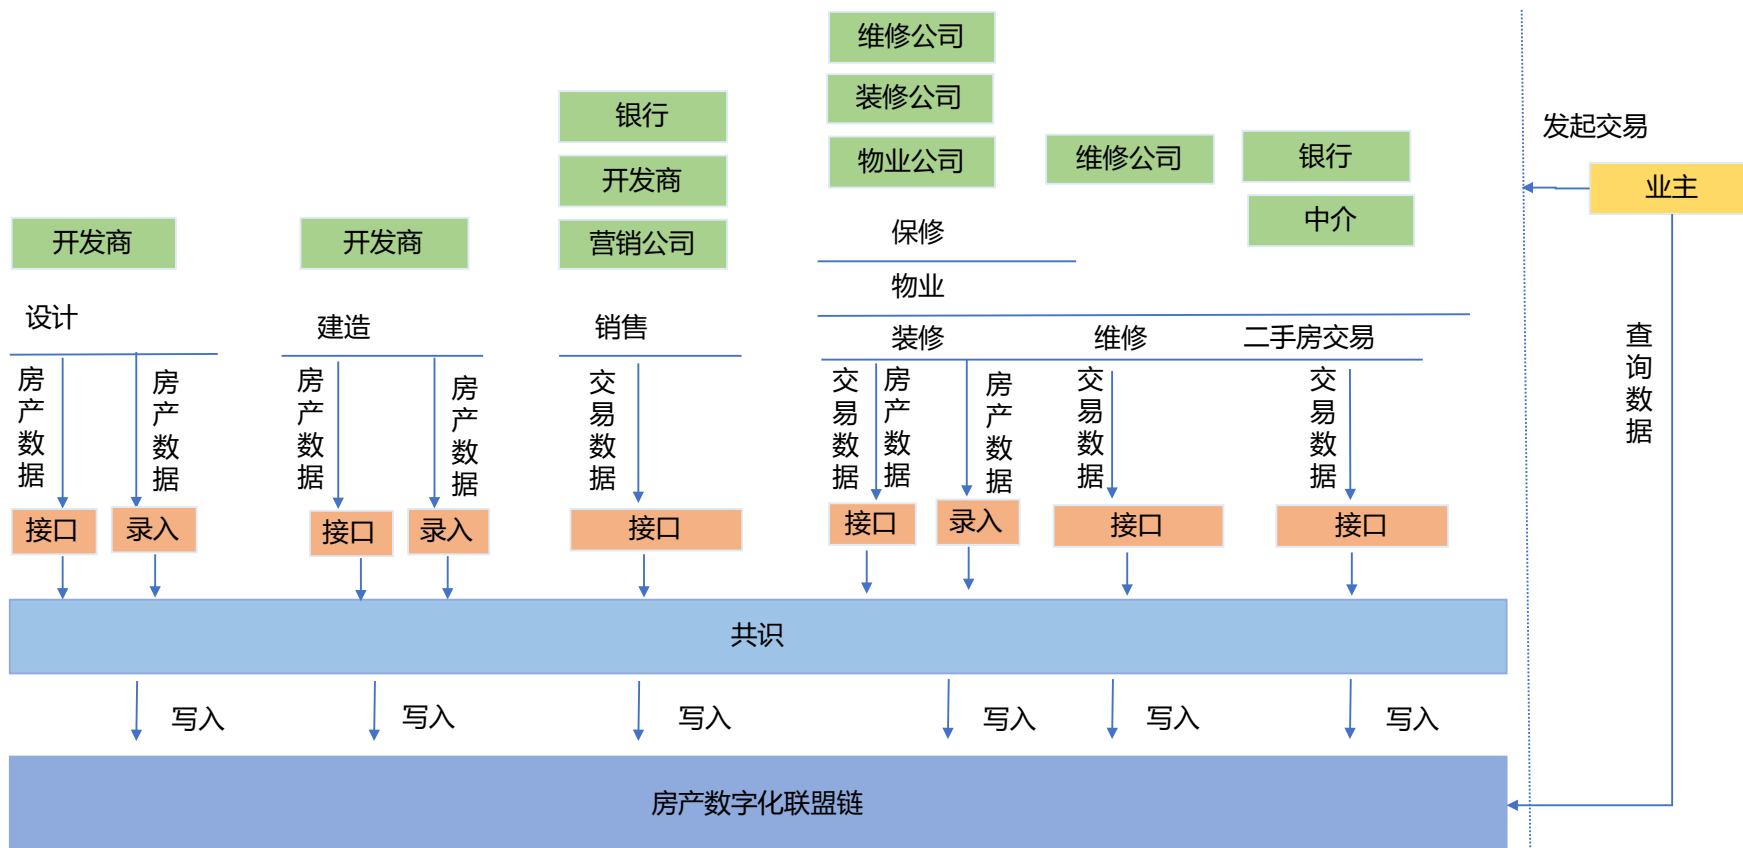 维修公司
装修公司
银行
发起交易
开发商
物业公司
维修公司
银行
业主
开发商
开发商
营销公司
保修
中介
物业
设计
建造
销售
装修
维修
二手房交易
查询数据
房产数据
房产数据
房产数据
房产数据
交易数据
交易数据
房产数据
房产数据
交易数据
交易数据
接口
录入
接口
录入
接口
接口
录入
接口
接口
共识
写入
写入
写入
写入
写入
写入
房产数字化联盟链